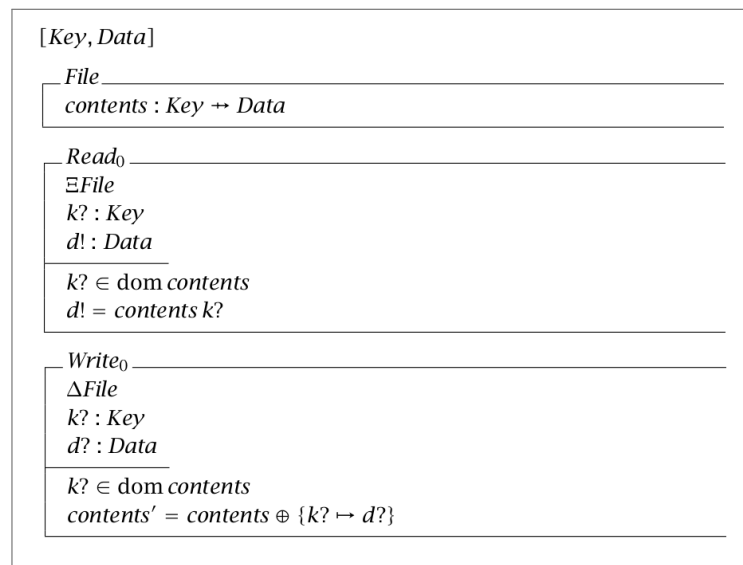 [Key, Data]
File
contents : Key ⇸ Data
Read₀
ΞFile
k? : Key
d! : Data
k? ∈ dom contents
d! = contents k?
Write₀
ΔFile
k? : Key
d? : Data
k? ∈ dom contents
contents′ = contents ⊕ {k? ↦ d?}